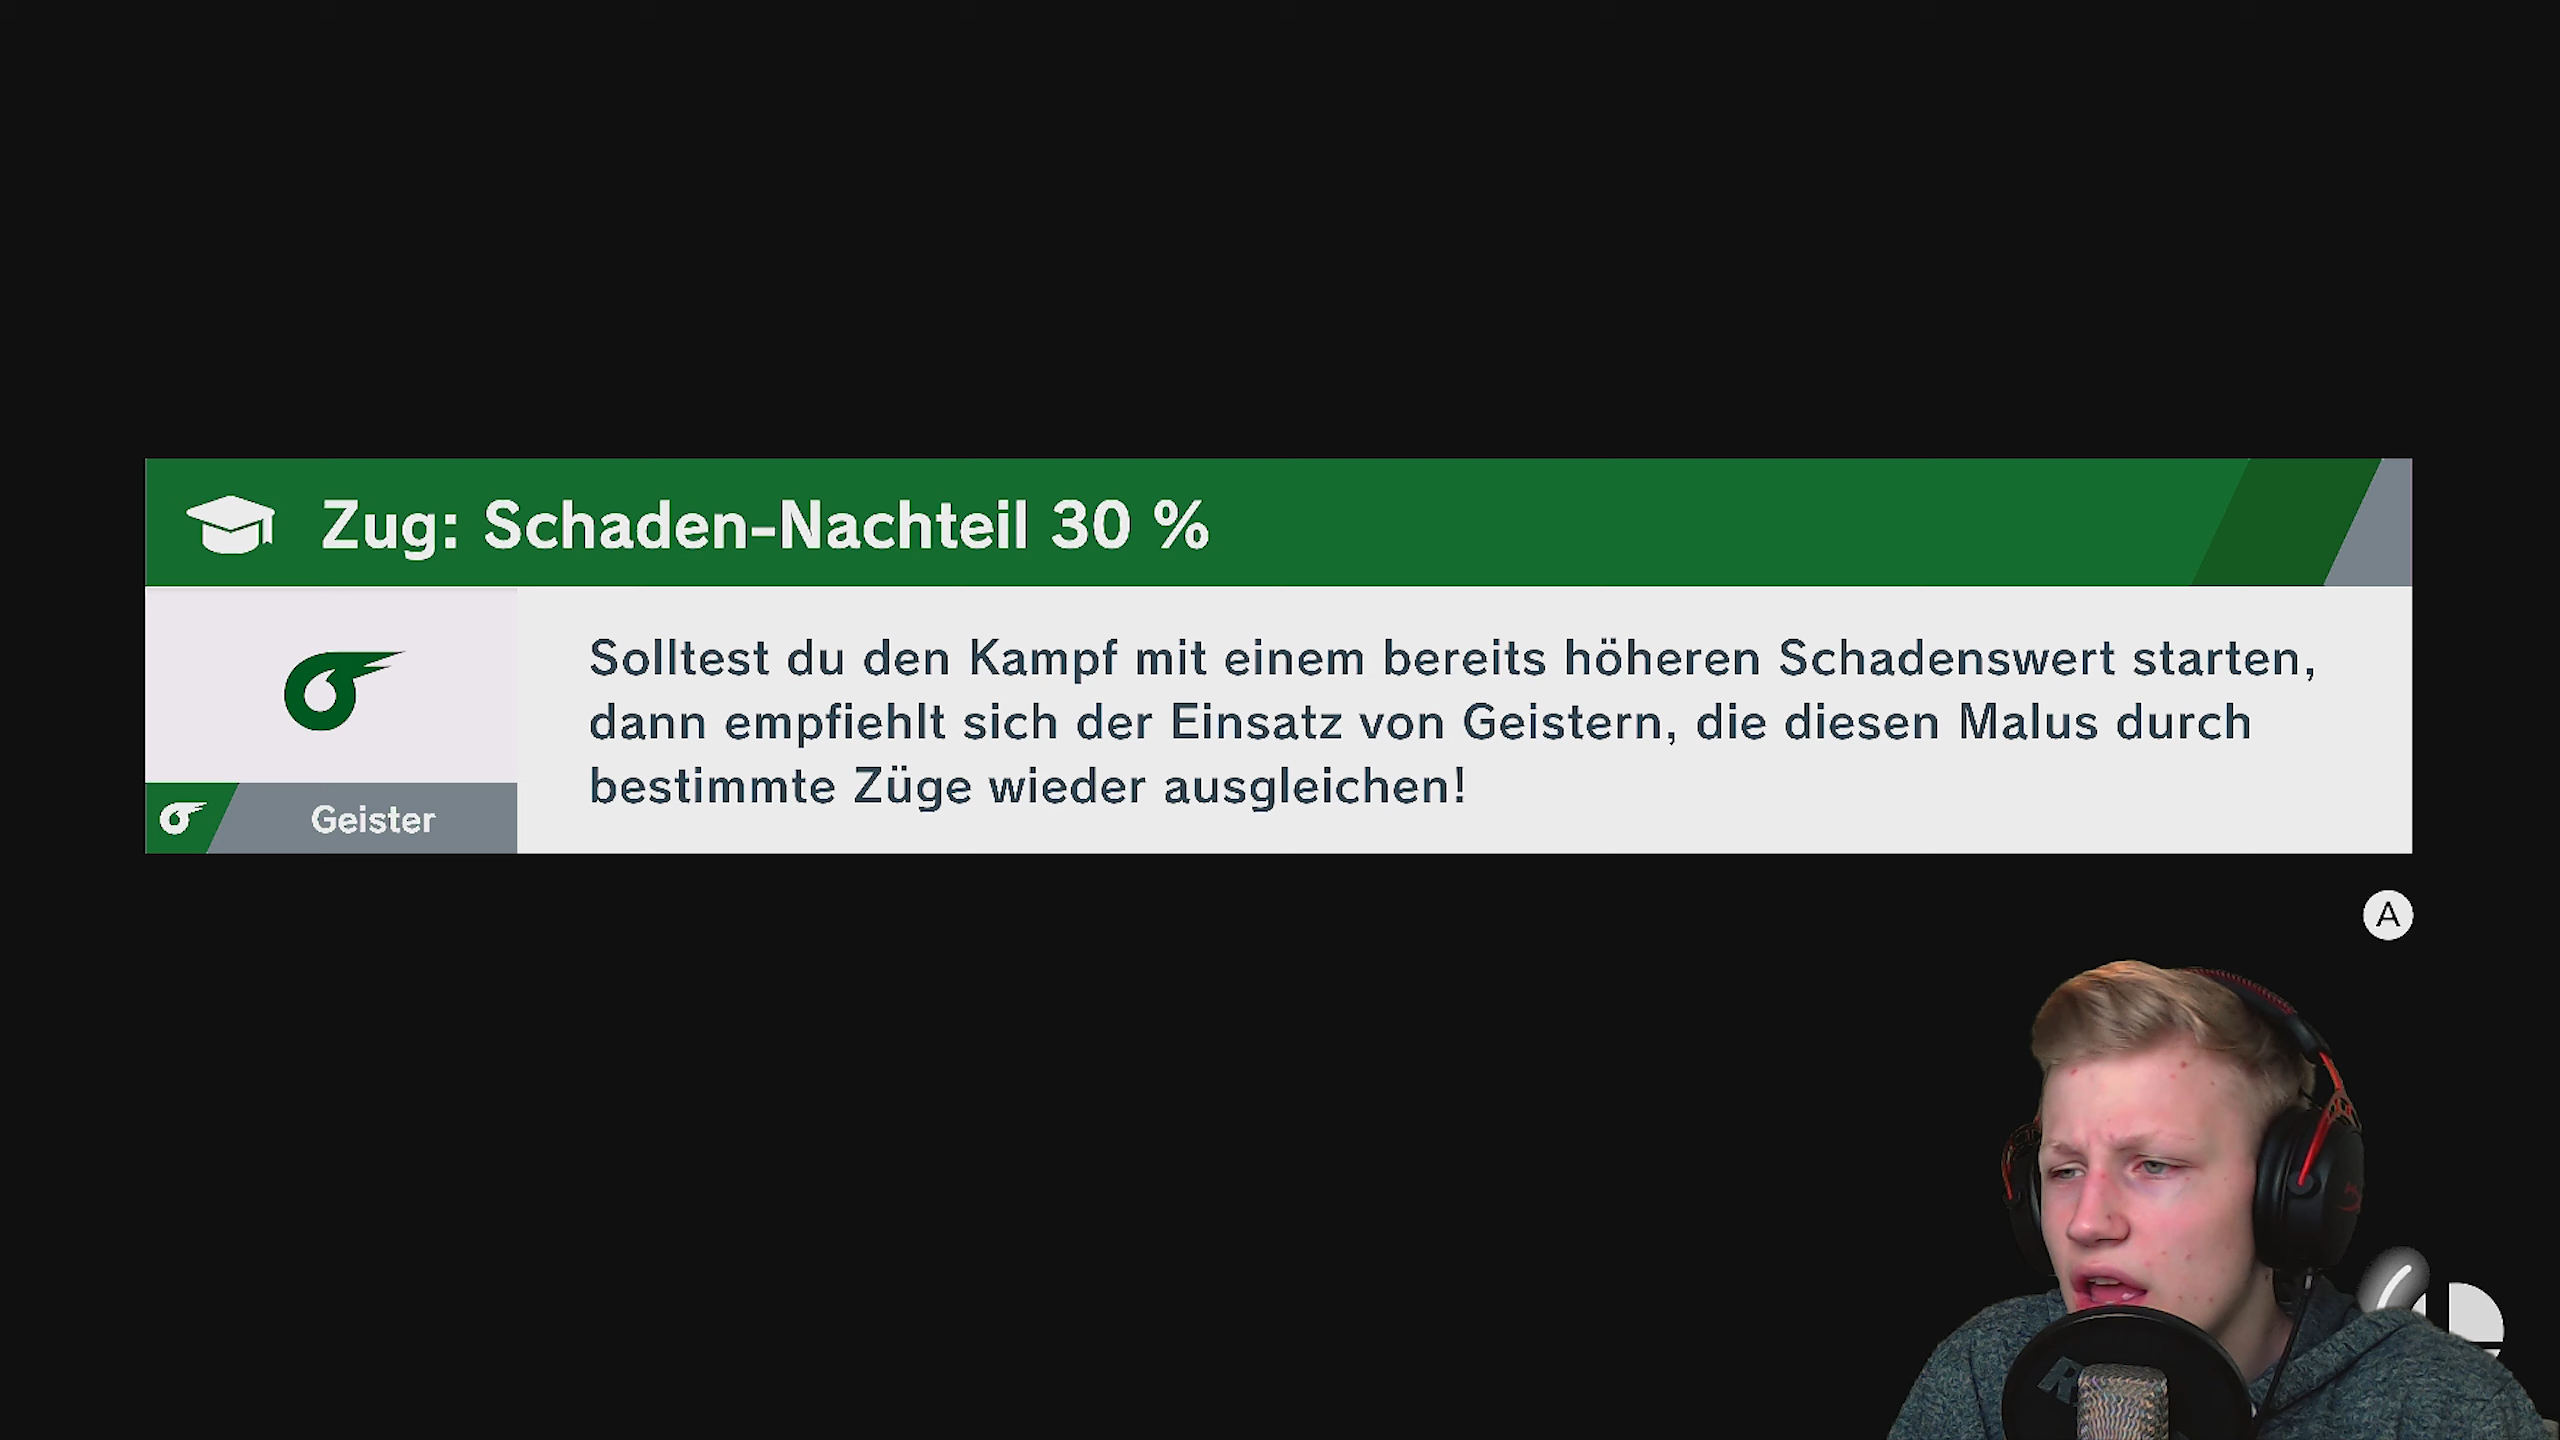 Zug: Schaden-Nachteil 30 %
Solltest du den Kampf mit einem bereits höheren Schadenswert starten,
dann empfiehlt sich der Einsatz von Geistern, die diesen Malus durch
bestimmte Züge wieder ausgleichen!
Geister
A